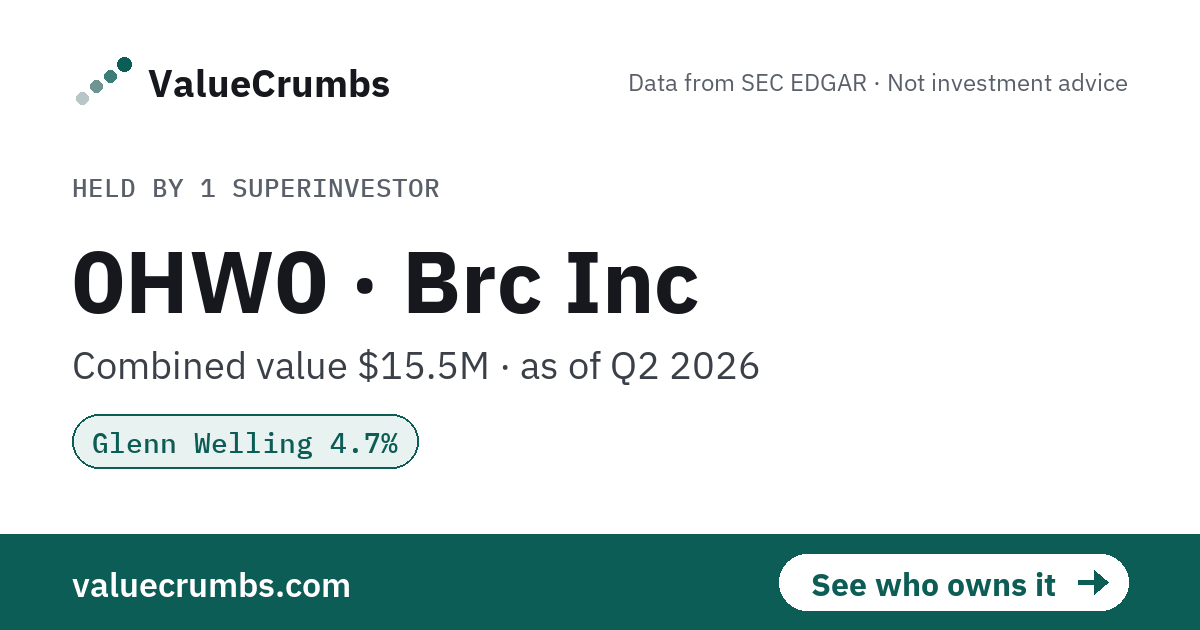 ValueCrumbs
Data from SEC EDGAR · Not investment advice
HELD BY 1 SUPERINVESTOR
0HW0 · Brc Inc
Combined value $15.5M · as of Q2 2026
Glenn Welling 4.7%
valuecrumbs.com
See who owns it →